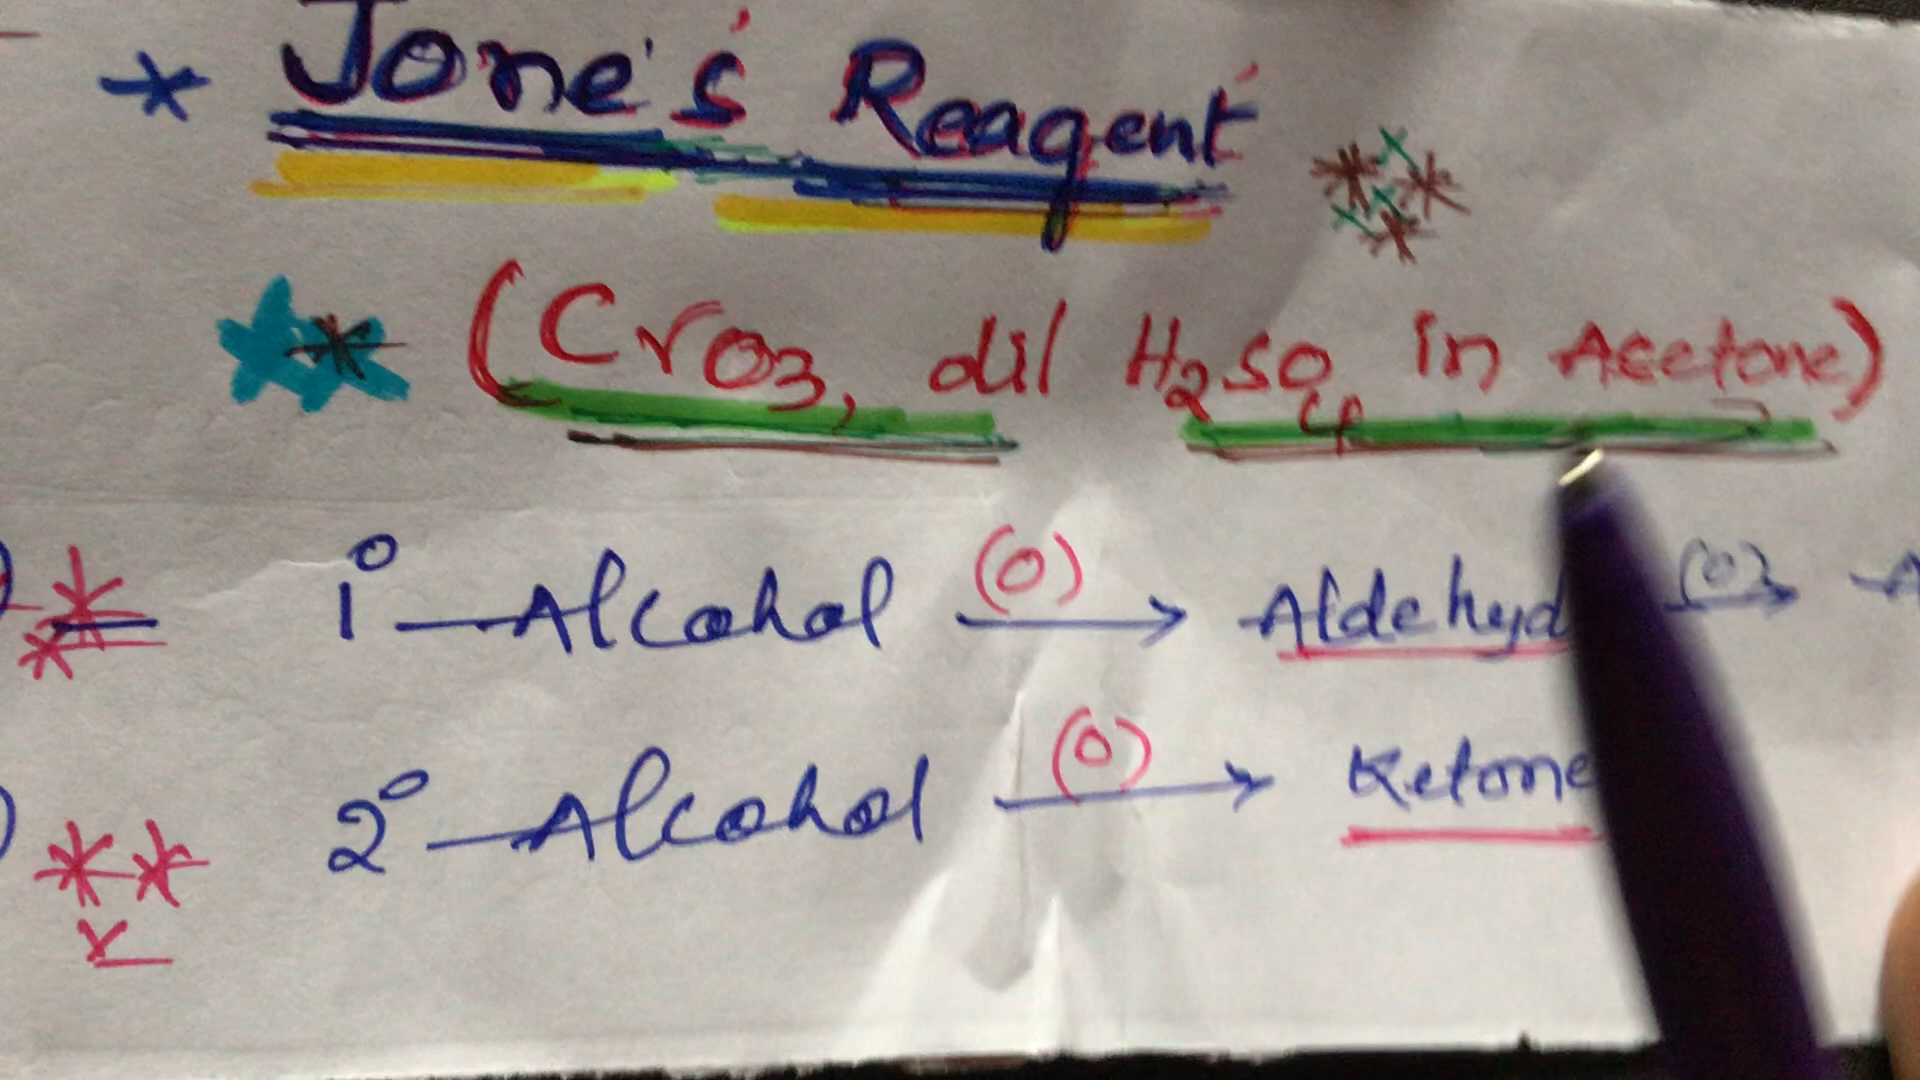 * Jone's Reagent
(CrO3, dil H2SO4 in Acetone)
1° - Alcohol (O) → Aldehyd (O) →
2° - Alcohol (O) → Ketone